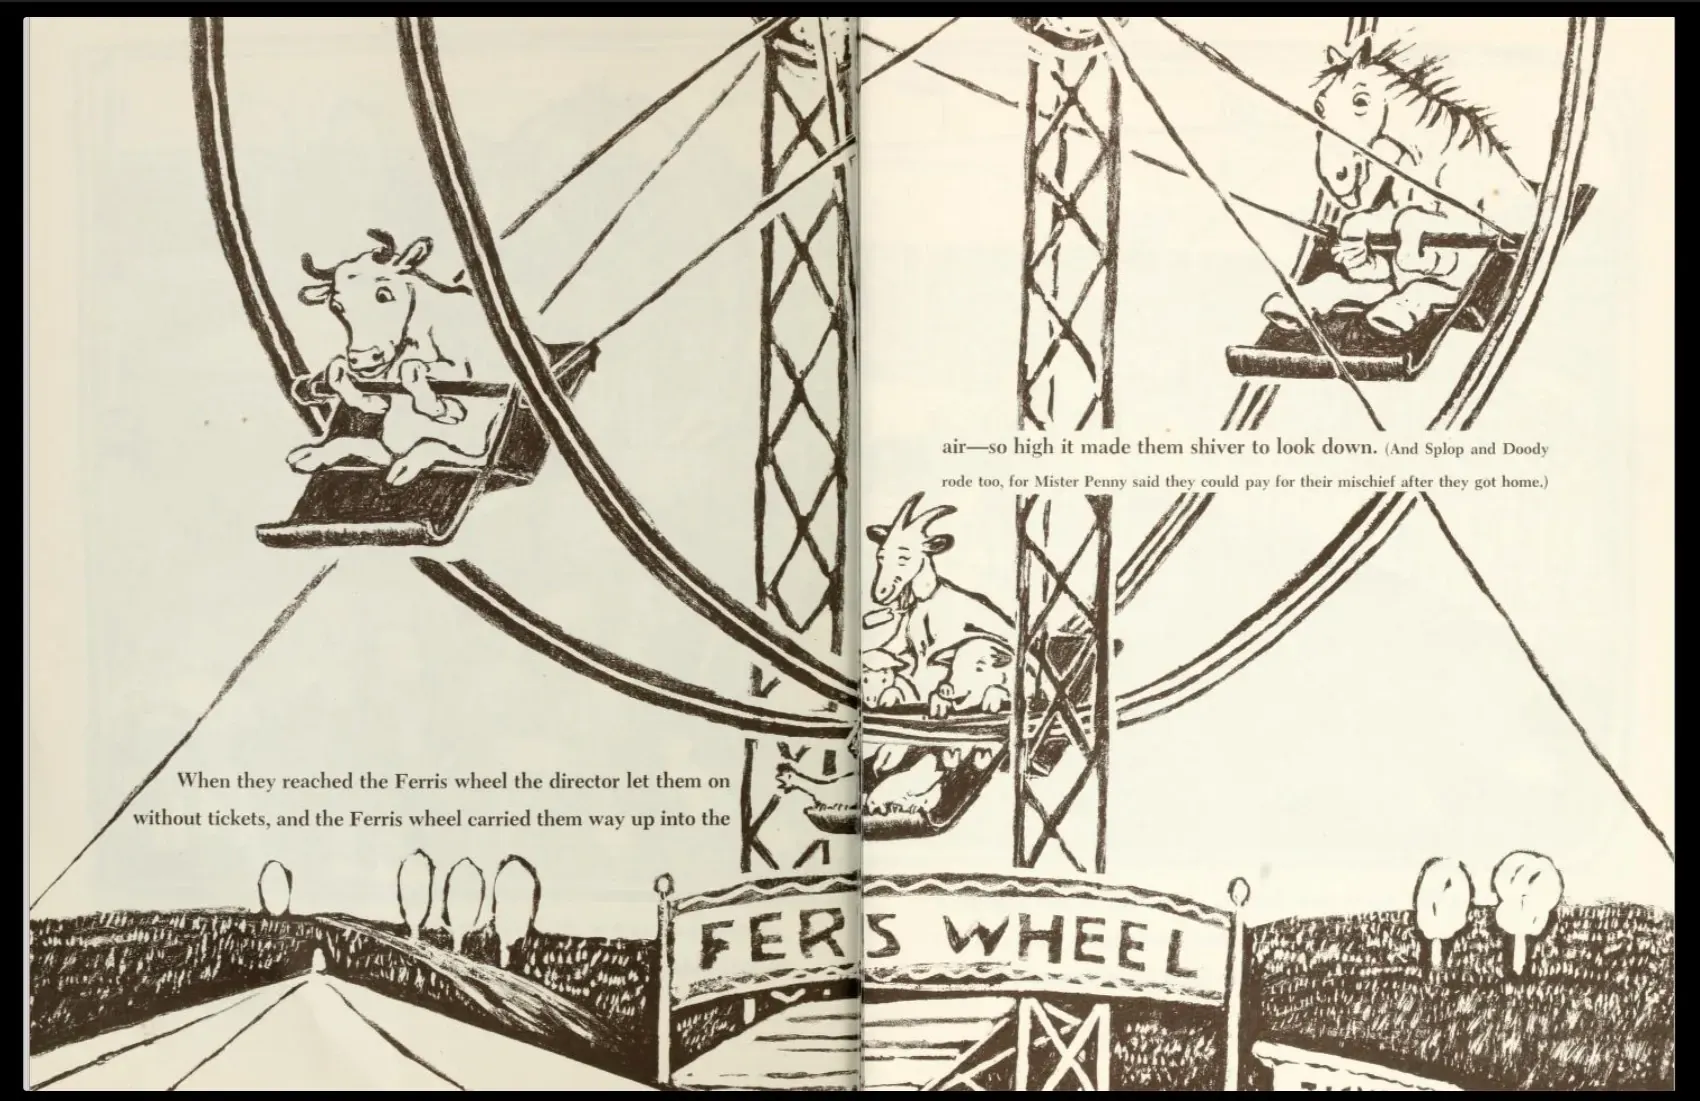 When they reached the Ferris wheel the director let them on
without tickets, and the Ferris wheel carried them way up into the
air—so high it made them shiver to look down. (And Splop and Doody
rode too, for Mister Penny said they could pay for their mischief after they got home.)
FERS WHEEL